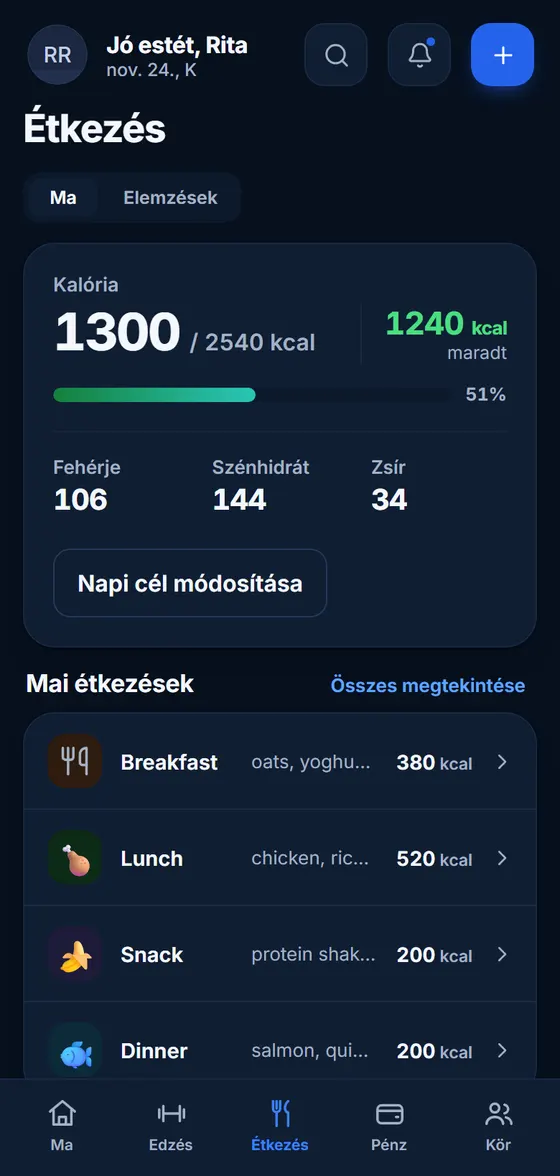 RR
Jó estét, Rita
nov. 24., K
Étkezés
Ma
Elemzések
Kalória
1300 / 2540 kcal
1240 kcal
maradt
51%
Fehérje
Szénhidrát
Zsír
106
144
34
Napi cél módosítása
Mai étkezések
Összes megtekintése
Breakfast oats, yoghu... 380 kcal
Lunch chicken, ric... 520 kcal
Snack protein shak... 200 kcal
Dinner salmon, qui... 200 kcal
Ma
Edzés
Étkezés
Pénz
Kör